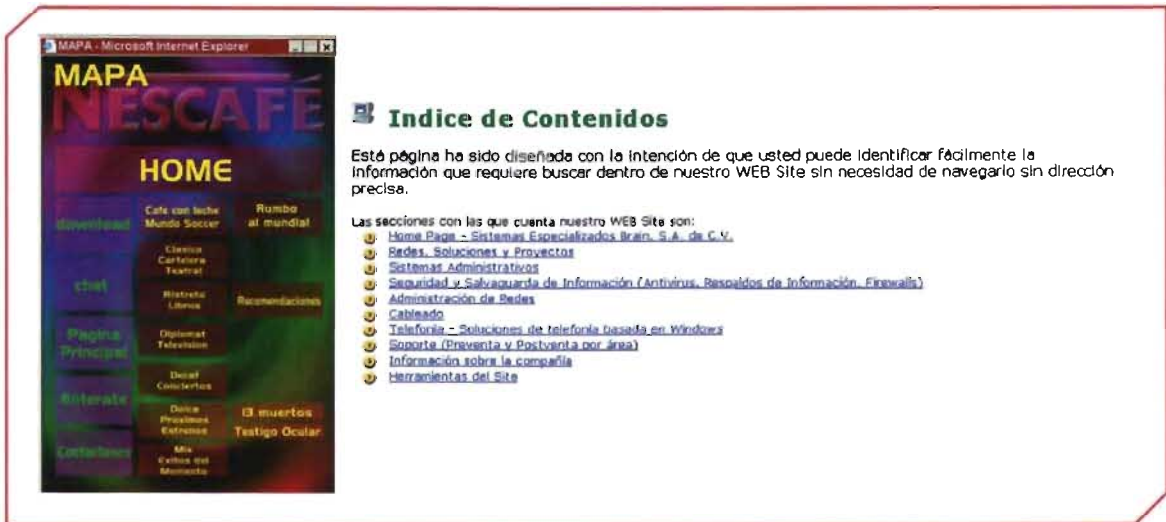 MAPA - Microsoft Internet Explorer
MAPA
NESCAFÉ
HOME
download
Cafe con leche
Mundo Soccer
Rumbo
al mundial
Clasico
Cartelera
Teatral
chat
Ristreto
Libros
Recomendaciones
Pagina
Principal
Diplomat
Television
Decaf
Conciertos
Enterate
Dolce
Proximos
Estrenos
13 muertos
Testigo Ocular
Contactanos
Mix
Exitos del
Momento
Indice de Contenidos
Está página ha sido diseñada con la intención de que usted puede identificar fácilmente la
información que requiere buscar dentro de nuestro WEB Site sin necesidad de navegarlo sin dirección
precisa.
Las secciones con las que cuenta nuestro WEB Site son:
Home Page - Sistemas Especializados Brain, S.A. de C.V.
Redes, Soluciones y Proyectos
Sistemas Administrativos
Seguridad y Salvaguarda de Información (Antivirus, Respaldos de Información, Firewalls)
Administración de Redes
Cableado
Telefonía - Soluciones de telefonía basada en Windows
Soporte (Preventa y Postventa por área)
Información sobre la compañía
Herramientas del Site